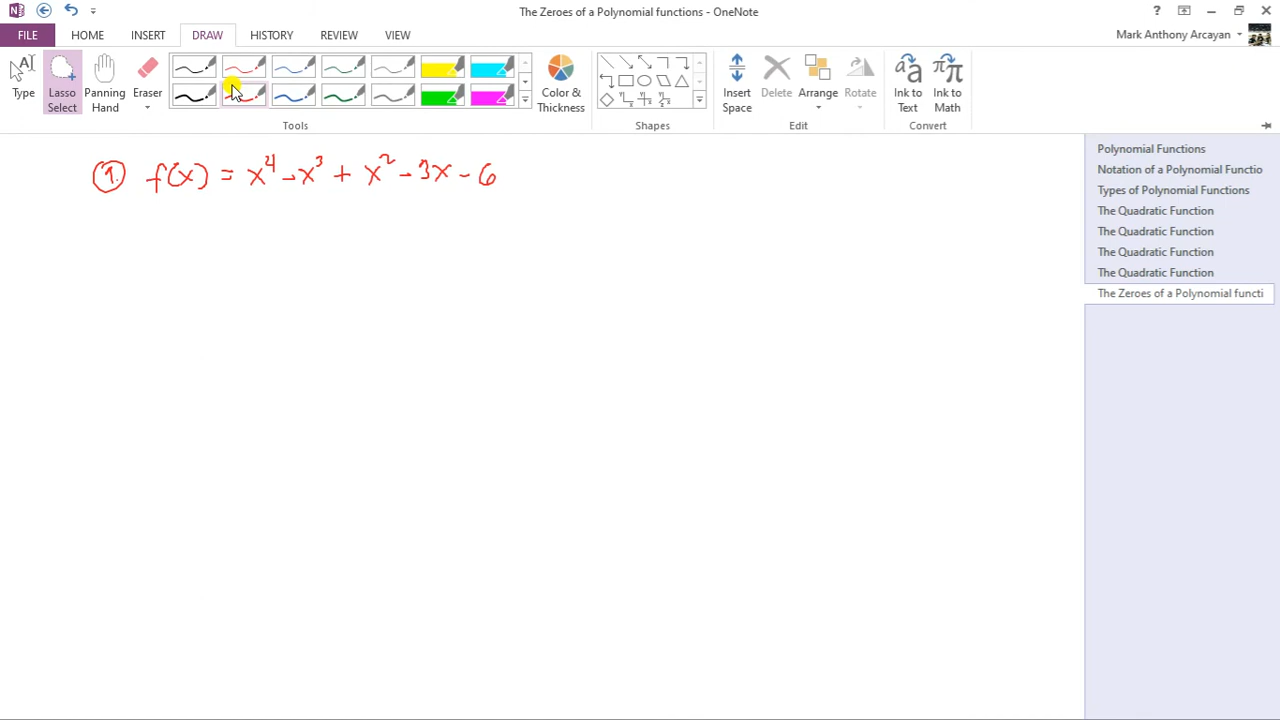 The Zeroes of a Polynomial functions - OneNote
FILE HOME INSERT DRAW HISTORY REVIEW VIEW Mark Anthony Arcayan
Type
Lasso Select
Panning Hand
Eraser
Color & Thickness
Insert Space
Delete
Arrange
Rotate
Ink to Text
Ink to Math
Tools Shapes Edit Convert
9. f(x) = x⁴ - x³ + x² - 3x - 6
Polynomial Functions
Notation of a Polynomial Functio
Types of Polynomial Functions
The Quadratic Function
The Quadratic Function
The Quadratic Function
The Quadratic Function
The Zeroes of a Polynomial functi